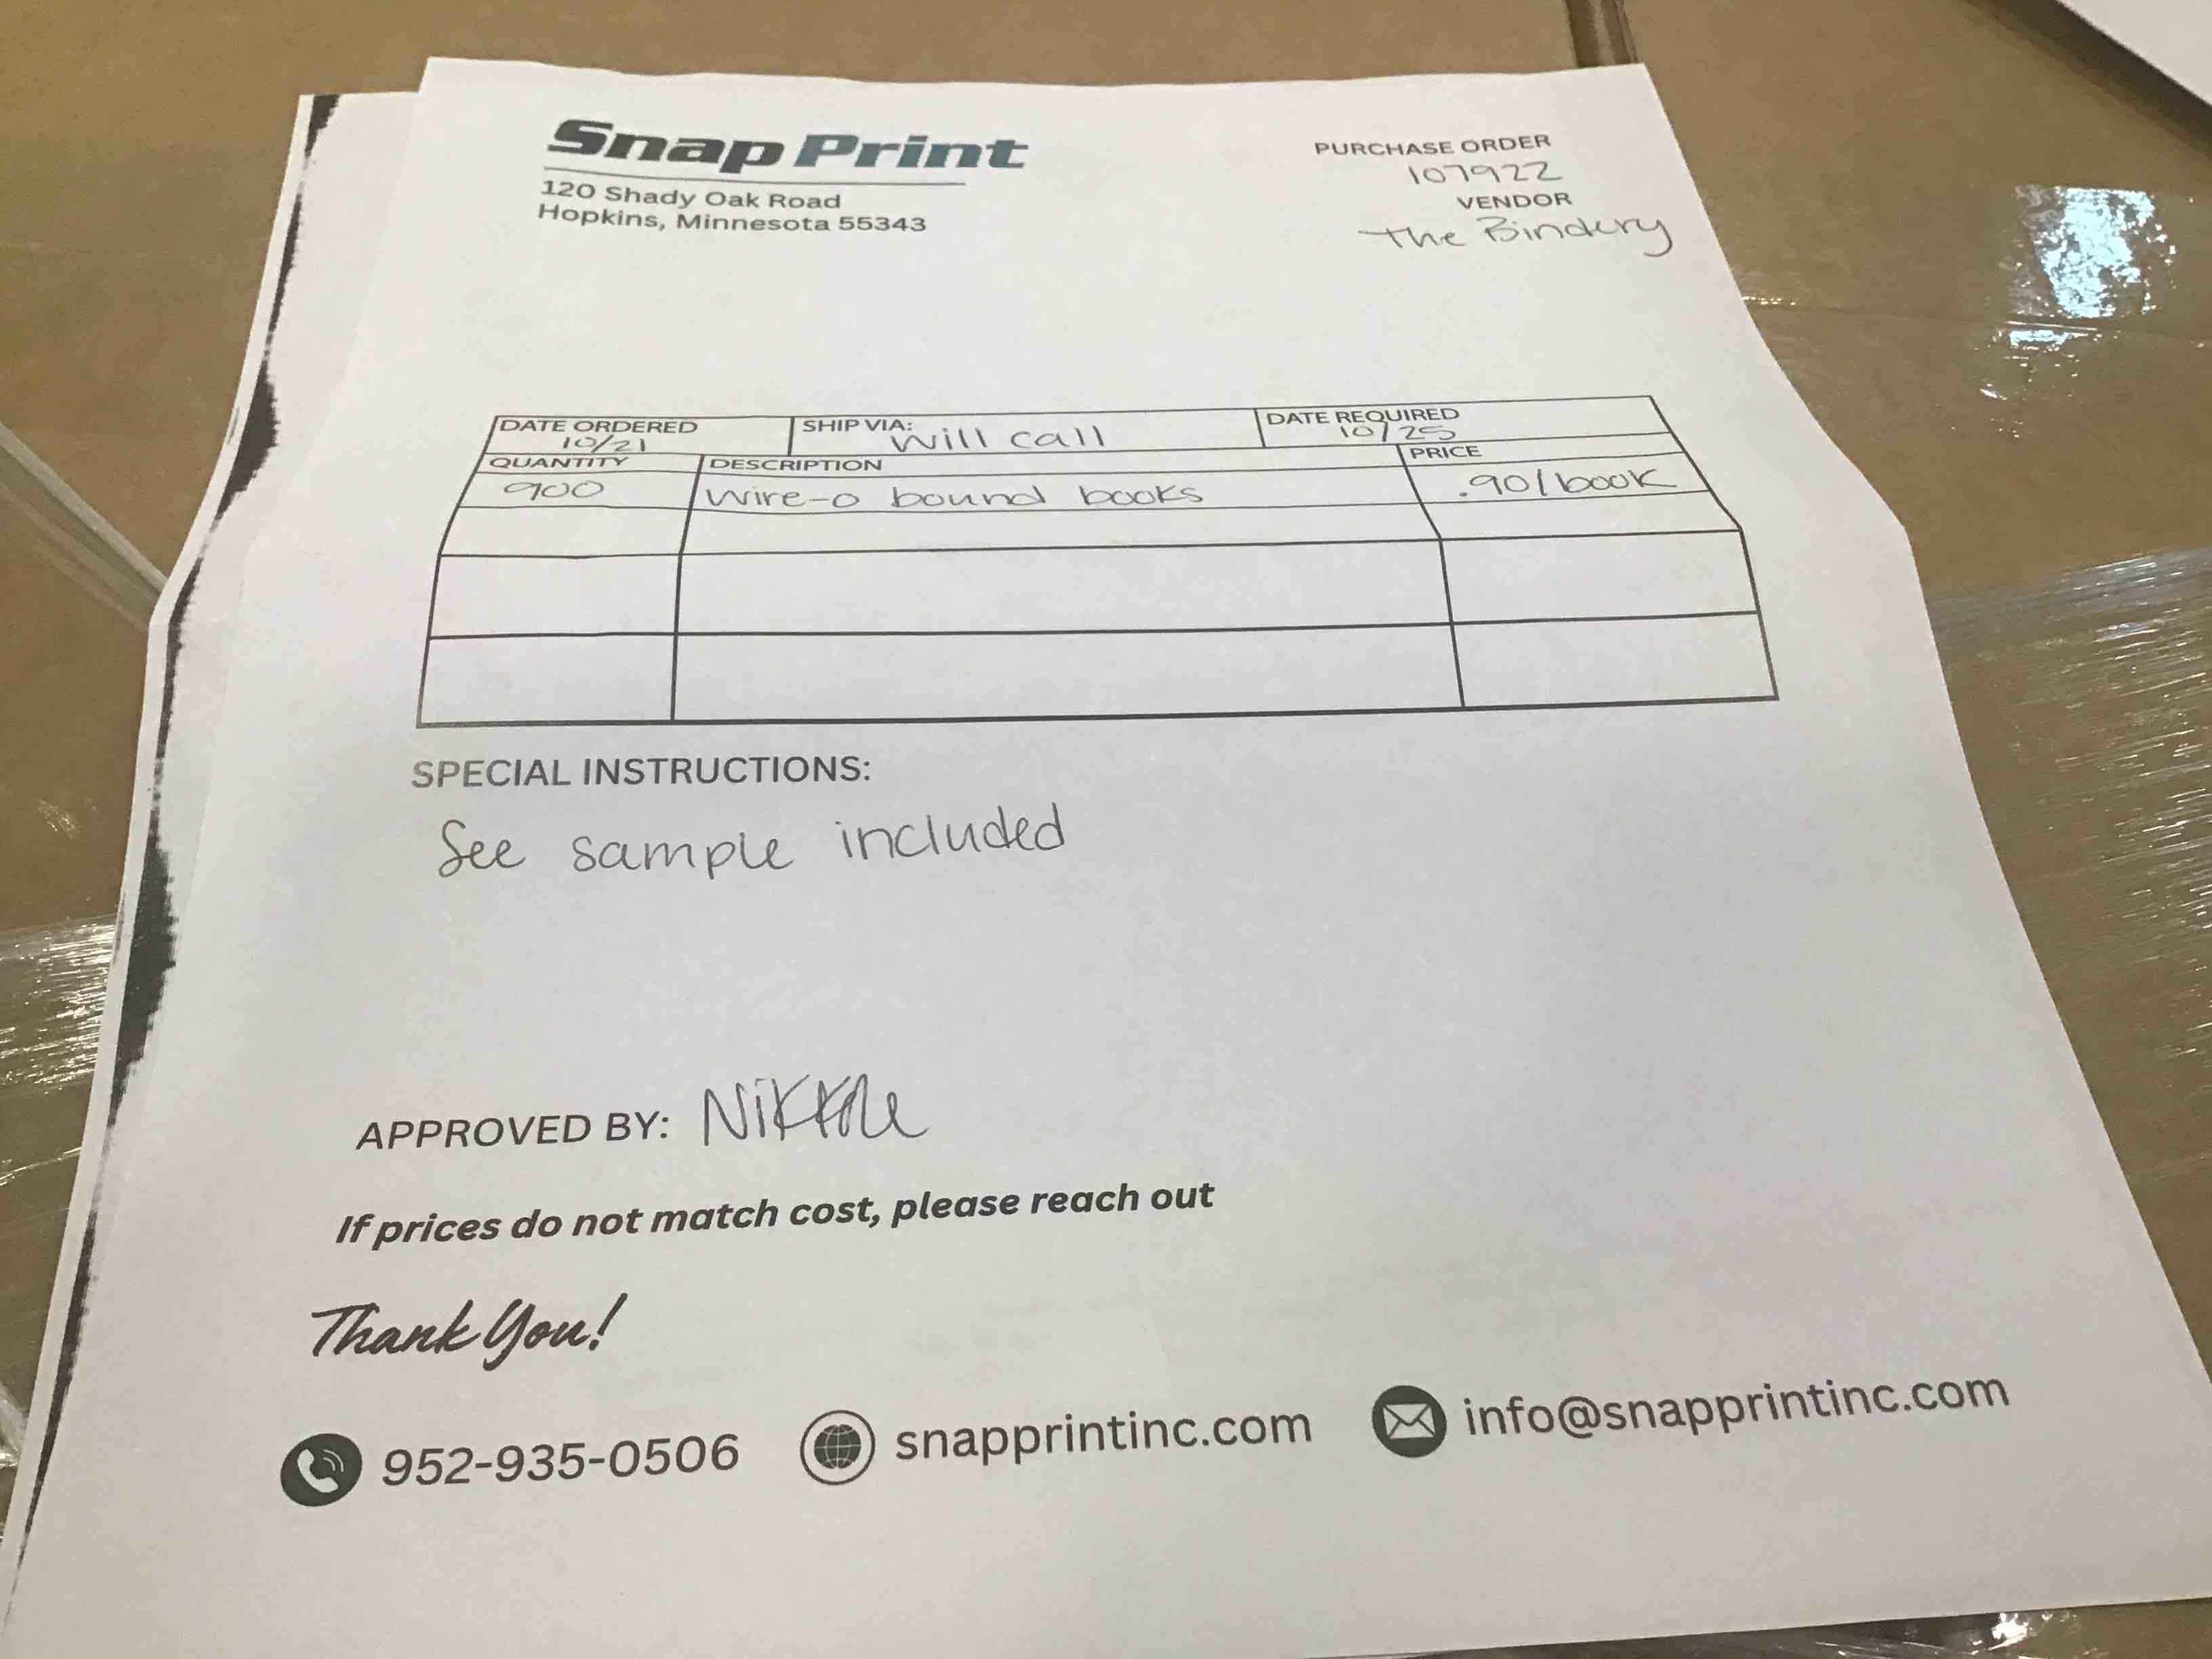 Snap Print
120 Shady Oak Road
Hopkins, Minnesota 55343
PURCHASE ORDER
107922
VENDOR
The Bindery
DATE ORDERED
10/21
SHIP VIA:
Will call
DATE REQUIRED
10/25
QUANTITY
DESCRIPTION
PRICE
900
wire-o bound books
.90/book
SPECIAL INSTRUCTIONS:
See sample included
APPROVED BY: Nikkole
If prices do not match cost, please reach out
Thank You!
952-935-0506
snapprintinc.com
info@snapprintinc.com